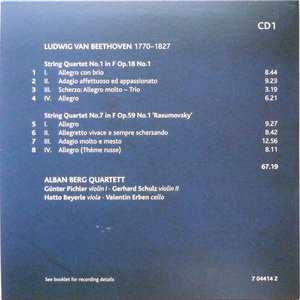 CD1
LUDWIG VAN BEETHOVEN 1770–1827
String Quartet No.1 in F Op.18 No.1
1 I. Allegro con brio 8.44
2 II. Adagio affettuoso ed appassionato 9.23
3 III. Scherzo: Allegro molto – Trio 3.19
4 IV. Allegro 6.21
String Quartet No.7 in F Op.59 No.1 'Rasumovsky'
5 I. Allegro 9.27
6 II. Allegretto vivace e sempre scherzando 8.42
7 III. Adagio molto e mesto 12.56
8 IV. Allegro (Thème russe) 8.11
67.19
ALBAN BERG QUARTETT
Günter Pichler violin I · Gerhard Schulz violin II
Hatto Beyerle viola · Valentin Erben cello
See booklet for recording details
7 04414 2